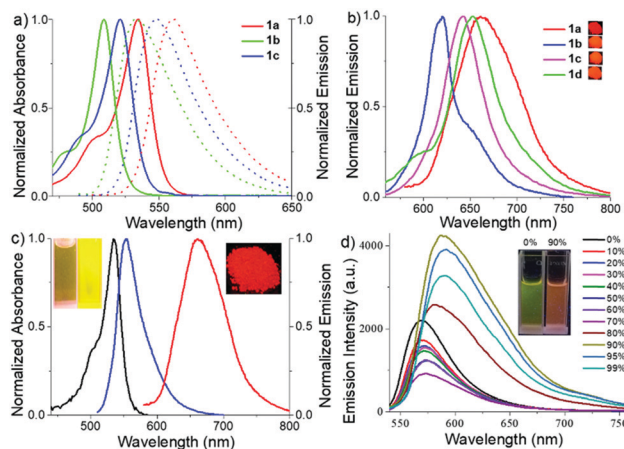 a)
Normalized Absorbance
1.0
0.5
0.0
500
550
600
650
Wavelength (nm)
1.0
0.5
0.0
Normalized Emission
1a
1b
1c
b)
Normalized Emission
1.0
0.5
0.0
600
650
700
750
800
Wavelength (nm)
1a
1b
1c
1d
c)
Normalized Absorbance
1.0
0.5
0.0
500
600
700
800
Wavelength (nm)
1.0
0.5
0.0
Normalized Emission
d)
Emission Intensity (a.u.)
4000
3000
2000
1000
0
550
600
650
700
750
Wavelength (nm)
0% 90%
0%
10%
20%
30%
40%
50%
60%
70%
80%
90%
95%
99%